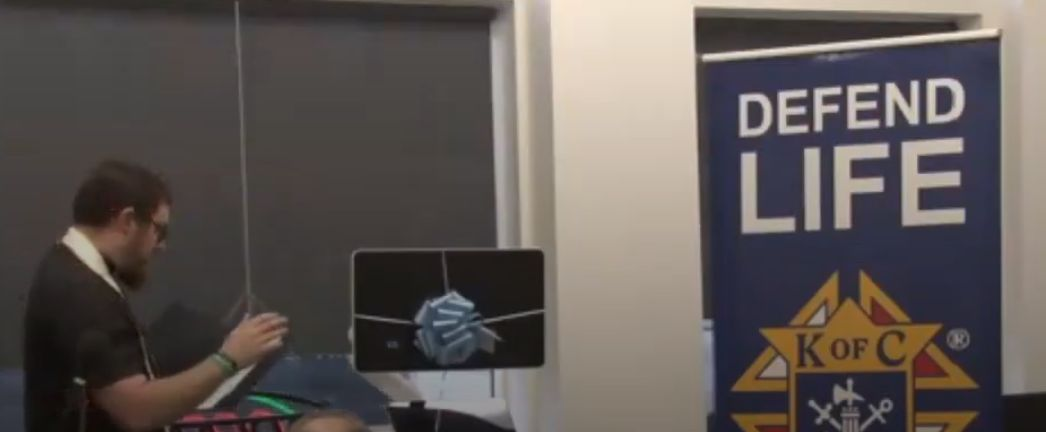 DEFEND
LIFE
K OF C
®